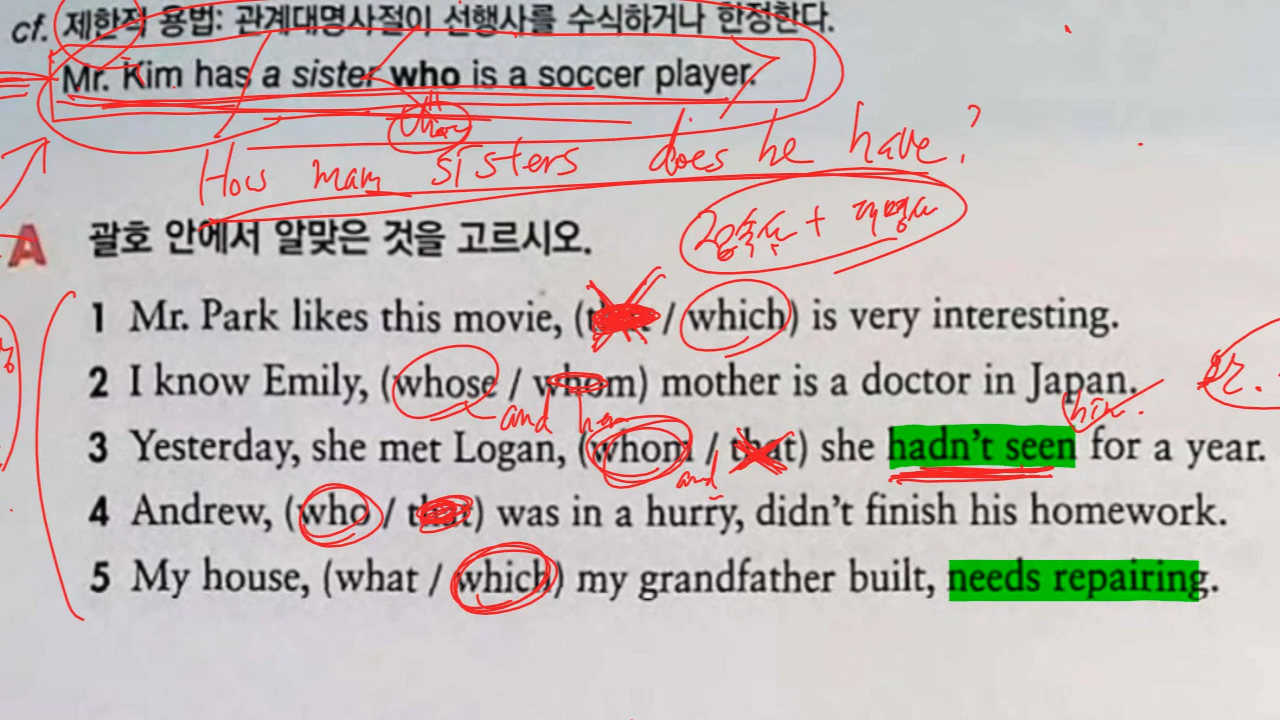 cf. 제한적 용법: 관계대명사절이 선행사를 수식하거나 한정한다.
Mr. Kim has a sister who is a soccer player.
How many sisters does he have?
접속사 + 대명사
A 괄호 안에서 알맞은 것을 고르시오.
1 Mr. Park likes this movie, (that / which) is very interesting.
2 I know Emily, (whose / whom) mother is a doctor in Japan.
and her
him.
3 Yesterday, she met Logan, (whom / that) she hadn't seen for a year.
and
4 Andrew, (who / that) was in a hurry, didn't finish his homework.
5 My house, (what / which) my grandfather built, needs repairing.